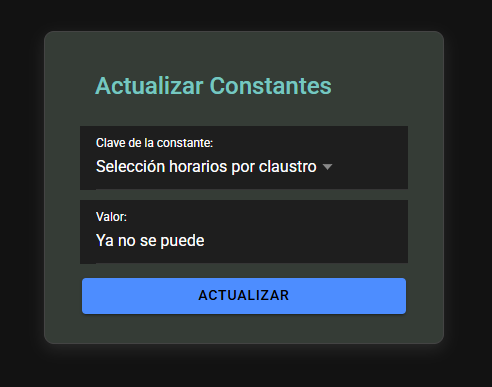 Actualizar Constantes
Clave de la constante:
Selección horarios por claustro
Valor:
Ya no se puede
ACTUALIZAR